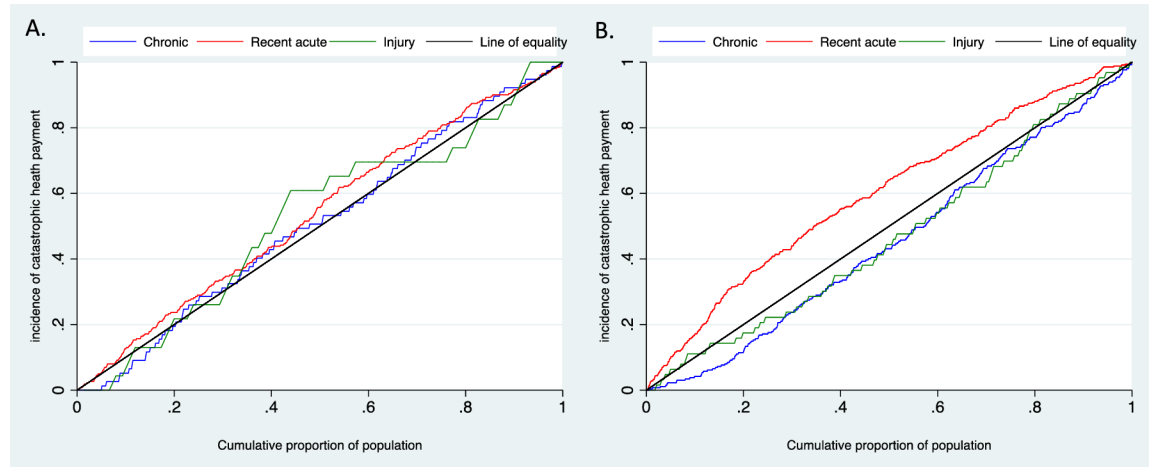 A.
Chronic Recent acute Injury Line of equality
incidence of catastrophic heath payment
1
.8
.6
.4
.2
0
0 .2 .4 .6 .8 1
Cumulative proportion of population
B.
Chronic Recent acute Injury Line of equality
incidence of catastrophic heath payment
1
.8
.6
.4
.2
0
0 .2 .4 .6 .8 1
Cumulative proportion of population